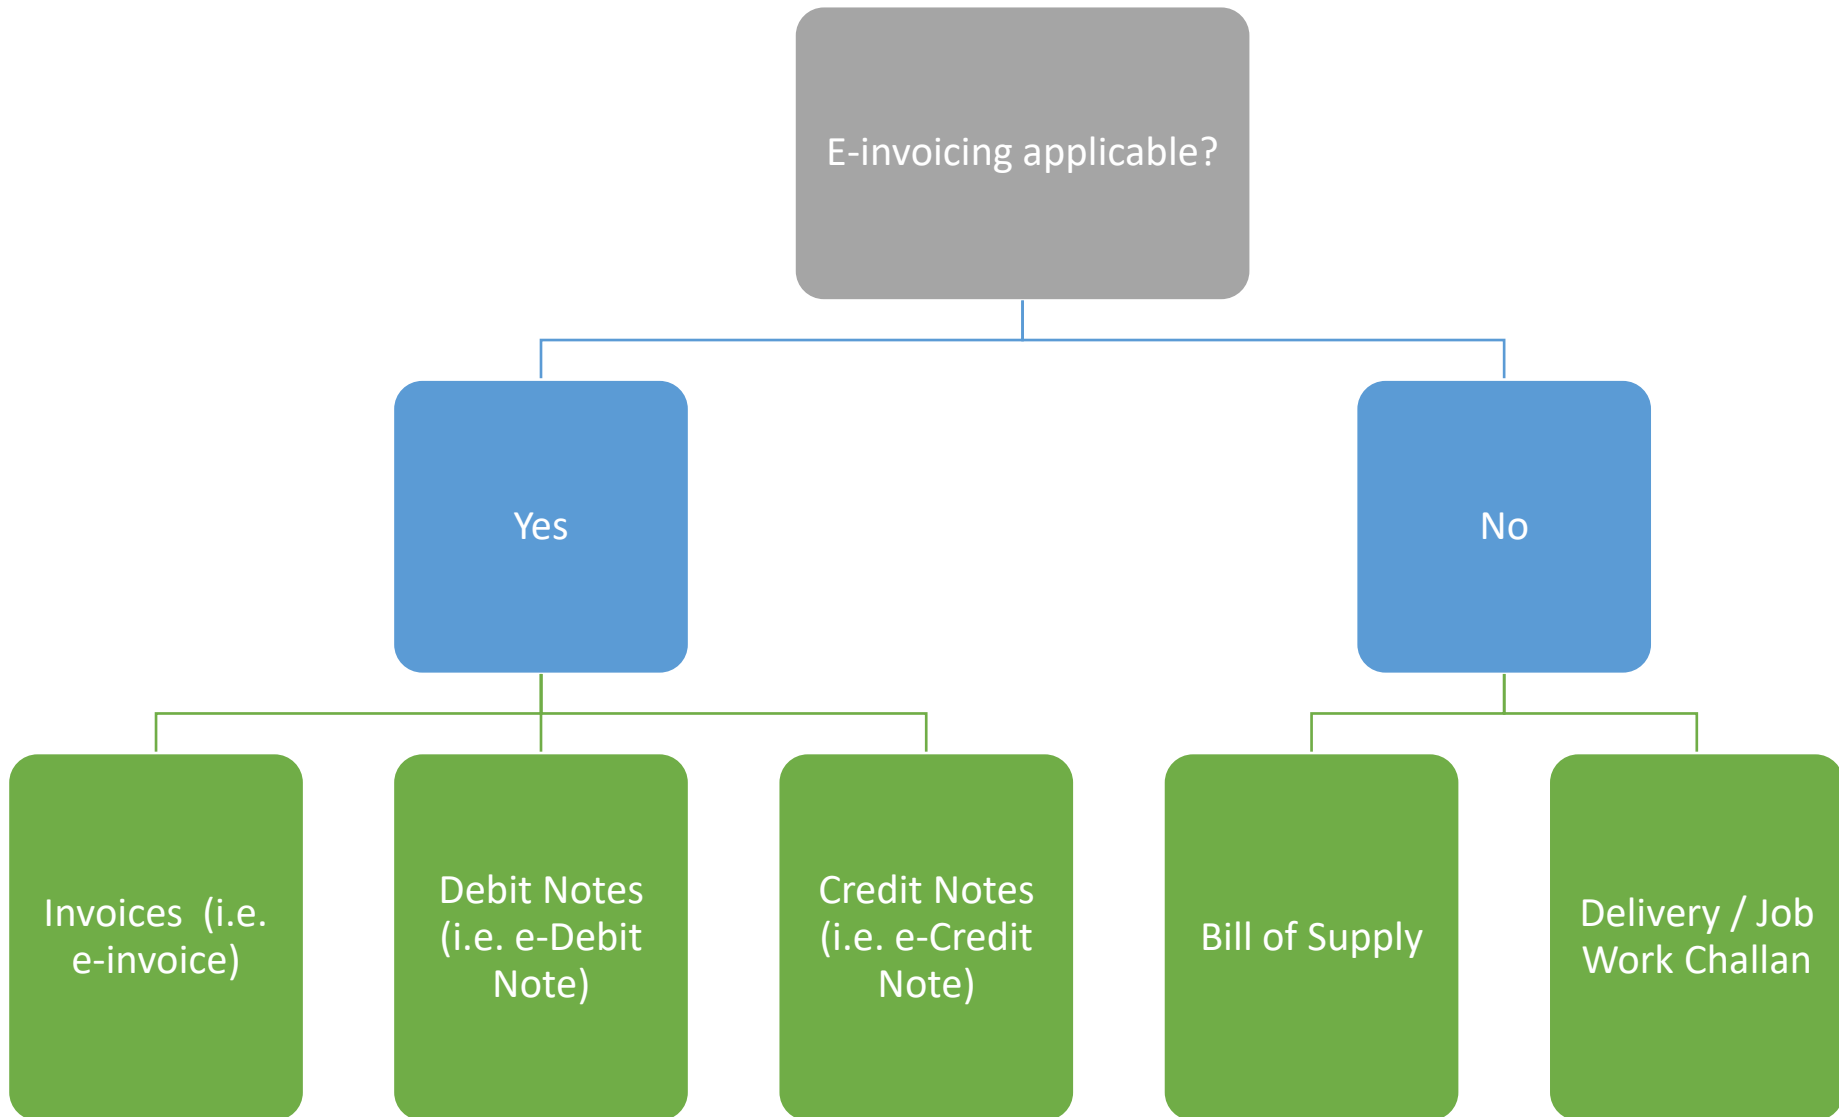 E-invoicing applicable?
Yes
No
Invoices  (i.e.
e-invoice)
Debit Notes
(i.e. e-Debit
Note)
Credit Notes
(i.e. e-Credit
Note)
Bill of Supply
Delivery / Job
Work Challan